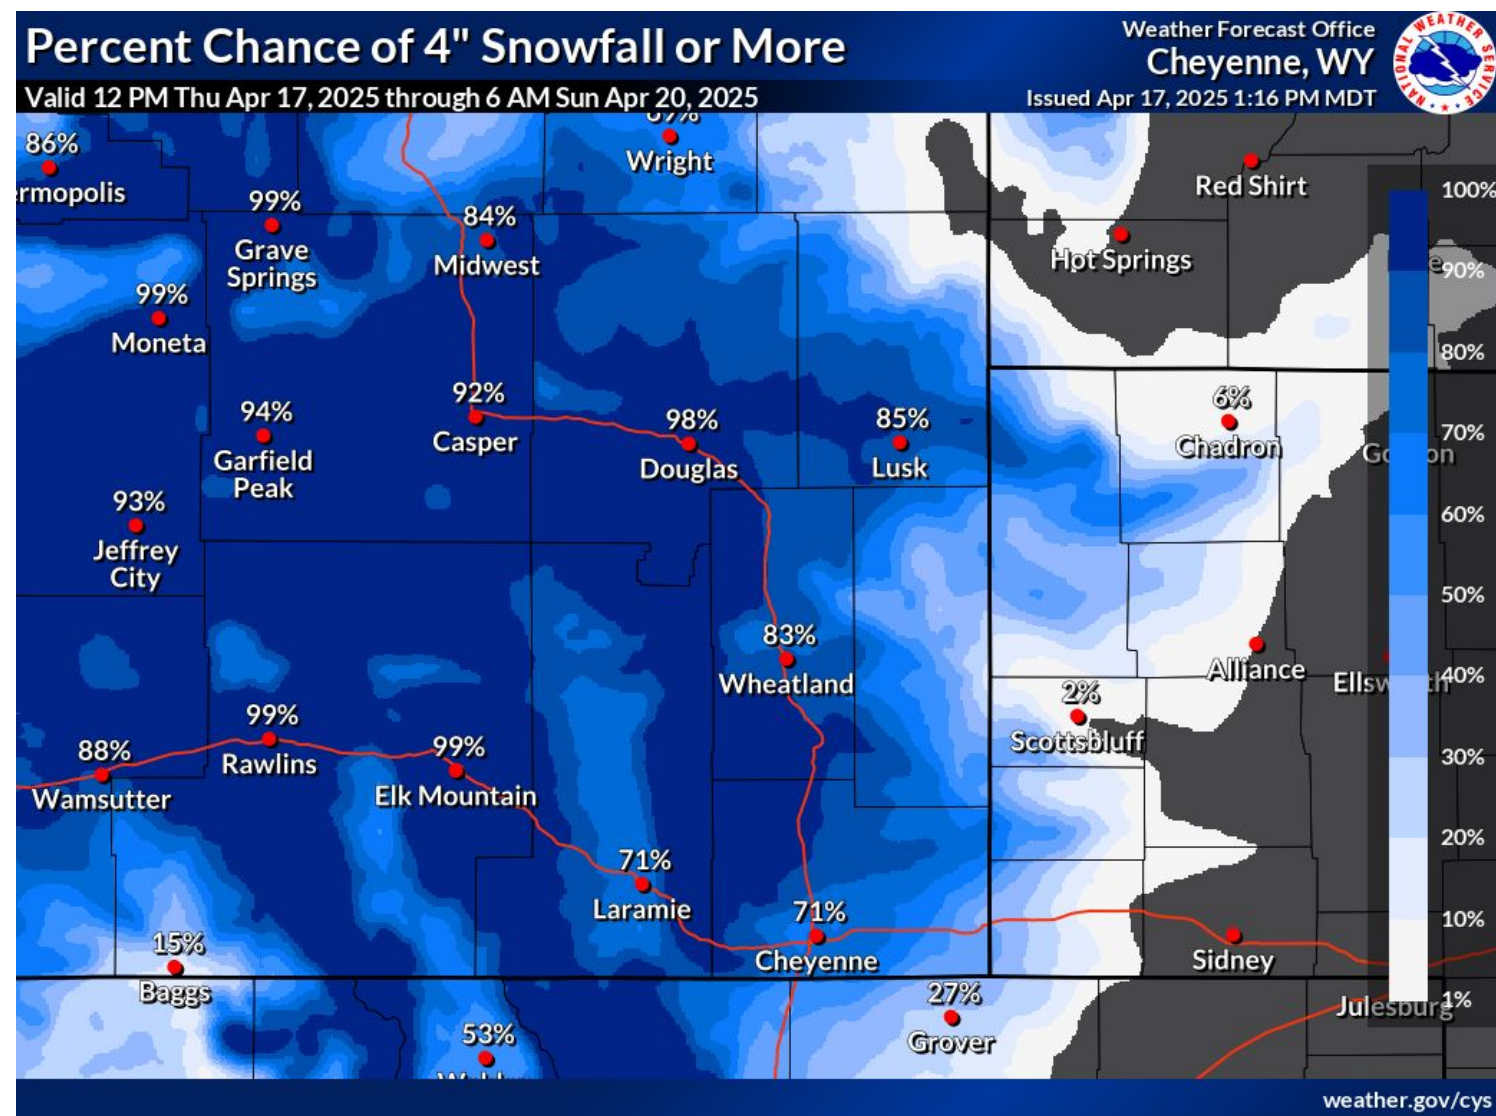 Percent Chance of 4" Snowfall or More
Valid 12 PM Thu Apr 17, 2025 through 6 AM Sun Apr 20, 2025
Weather Forecast Office
Cheyenne, WY
Issued Apr 17, 2025 1:16 PM MDT
NATIONAL WEATHER SERVICE
86%
ermopolis
Wright
Red Shirt
99%
Grave
Springs
84%
Midwest
Hot Springs
99%
Moneta
94%
Garfield
Peak
92%
Casper
98%
Douglas
85%
Lusk
6%
Chadron
93%
Jeffrey
City
83%
Wheatland
Alliance
2%
Scottsbluff
88%
Wamsutter
99%
Rawlins
99%
Elk Mountain
71%
Laramie
71%
Cheyenne
Sidney
15%
Baggs
53%
27%
Grover
Julesburg
100%
90%
80%
70%
60%
50%
40%
30%
20%
10%
1%
weather.gov/cys